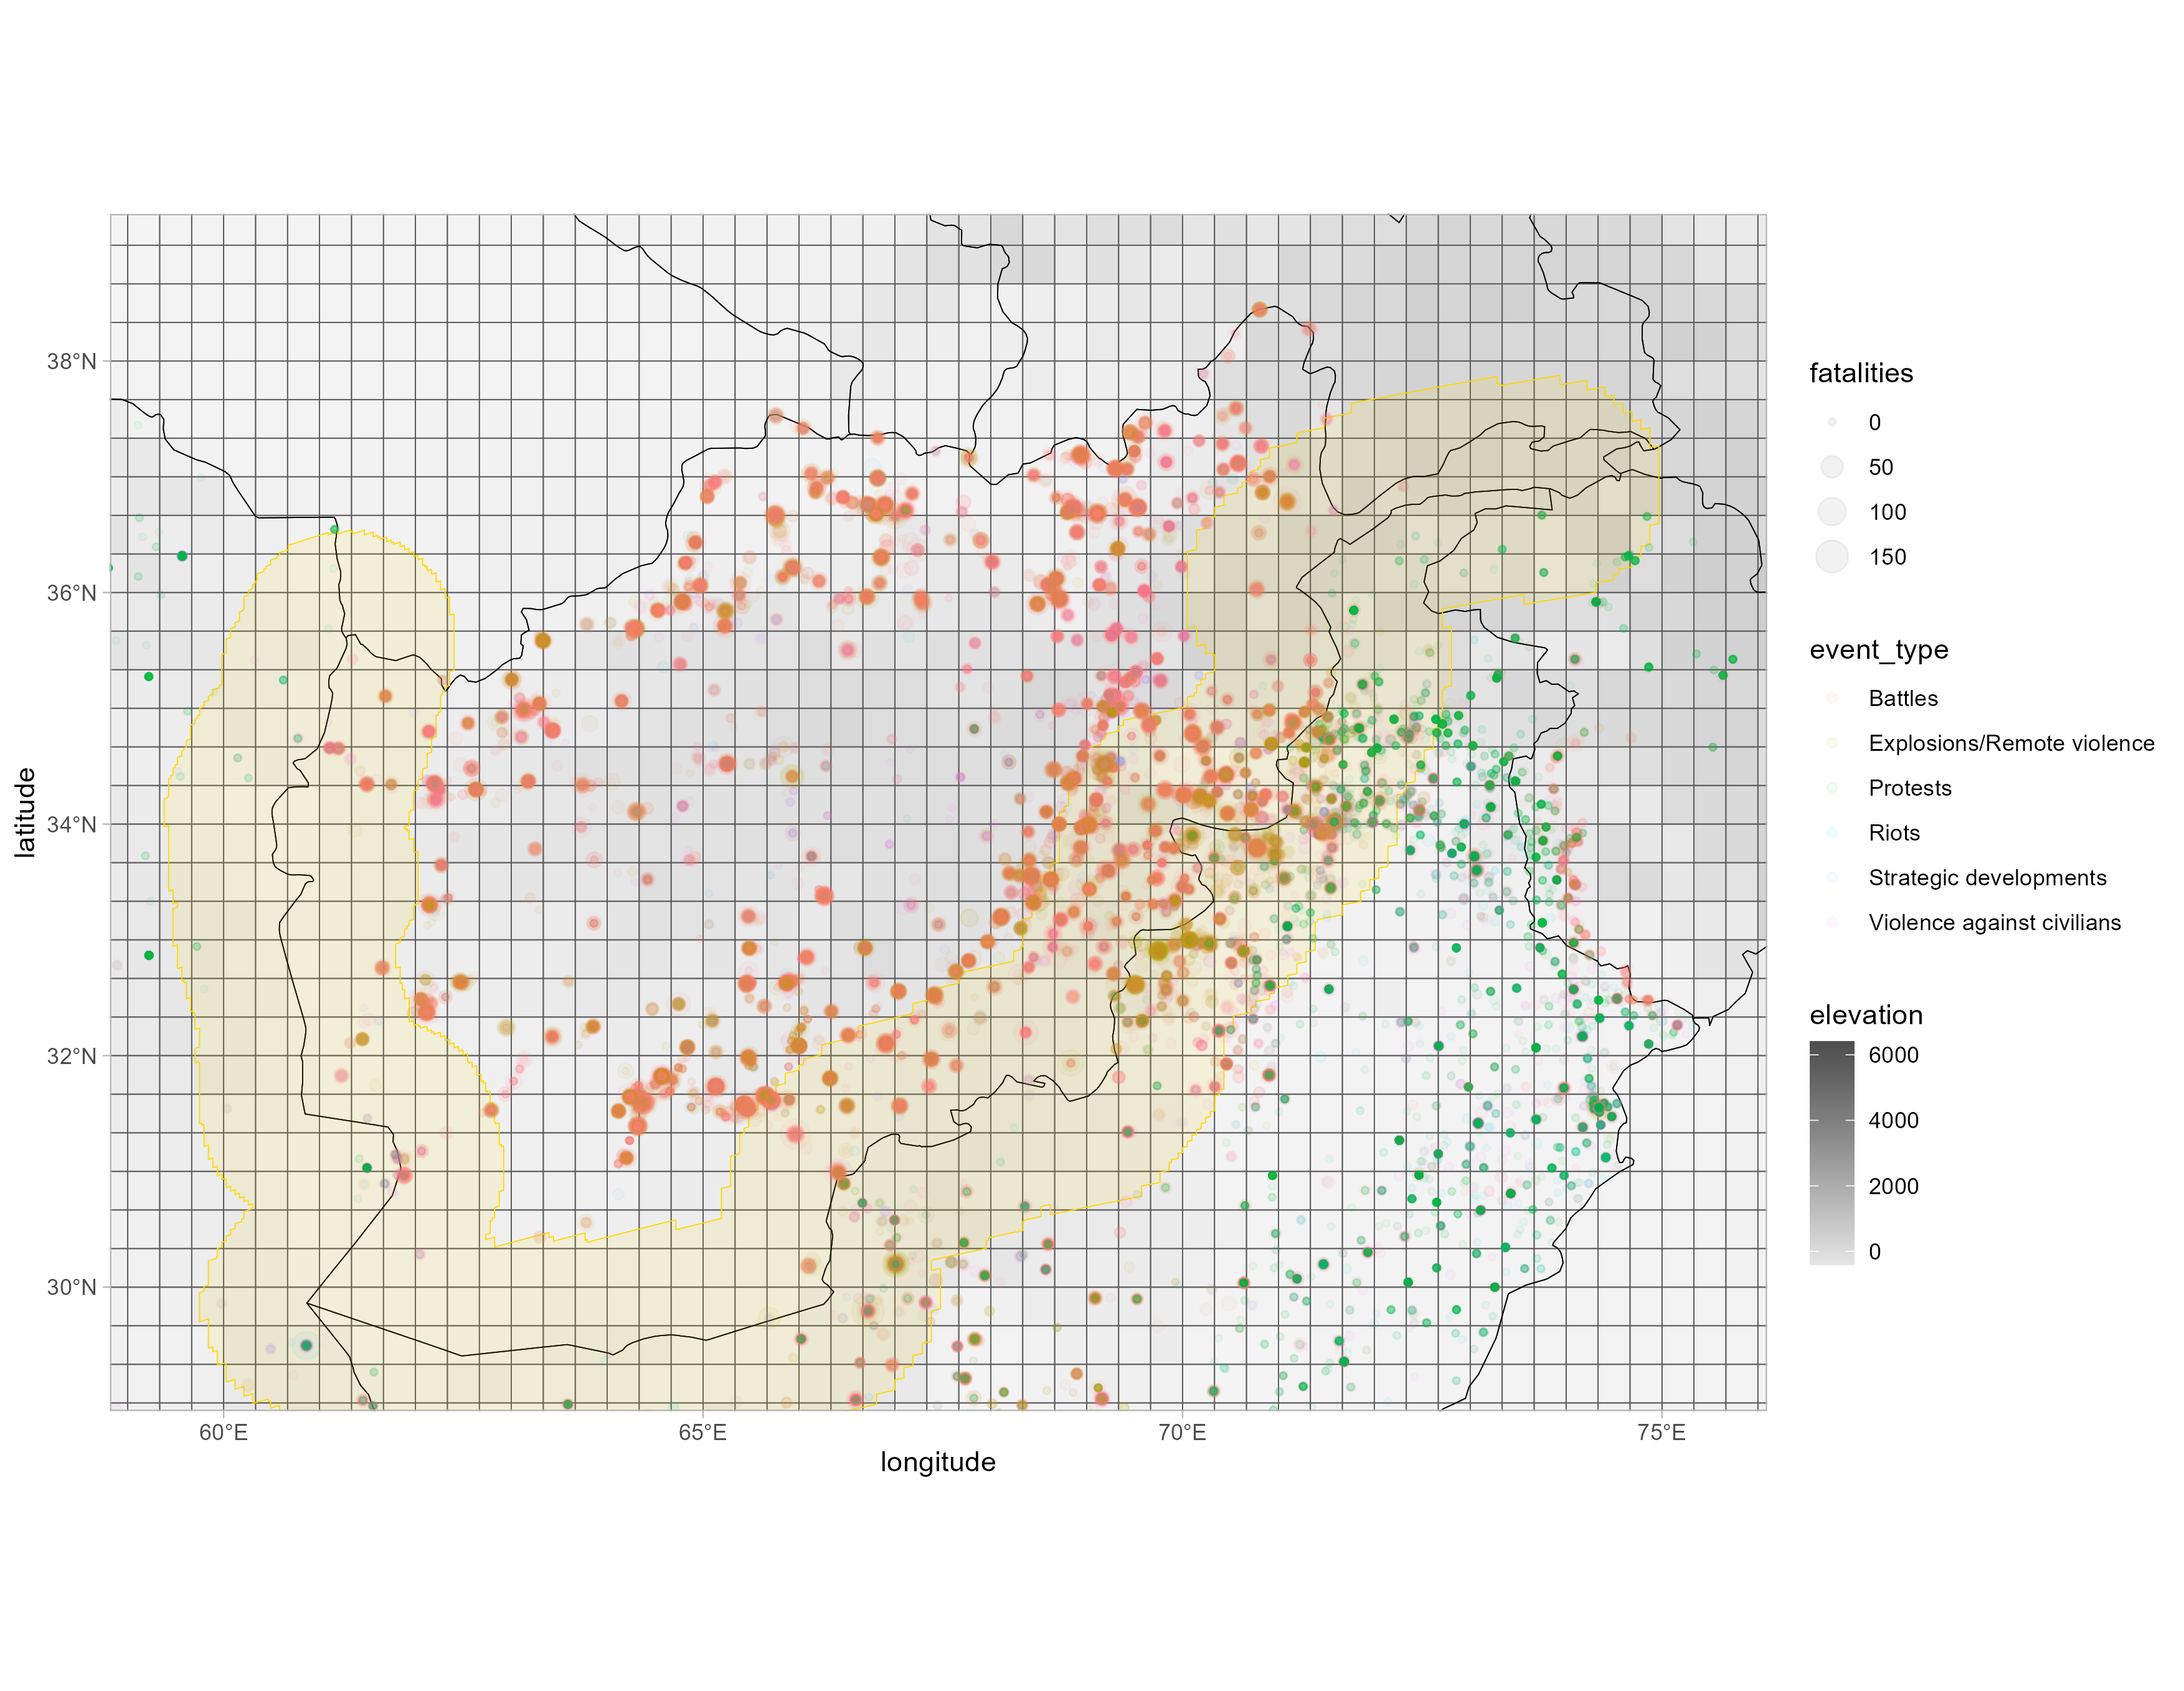 38°N
36°N
34°N
32°N
30°N
latitude
60°E
65°E
70°E
75°E
longitude
fatalities
0
50
100
150
event_type
Battles
Explosions/Remote violence
Protests
Riots
Strategic developments
Violence against civilians
elevation
6000
4000
2000
0